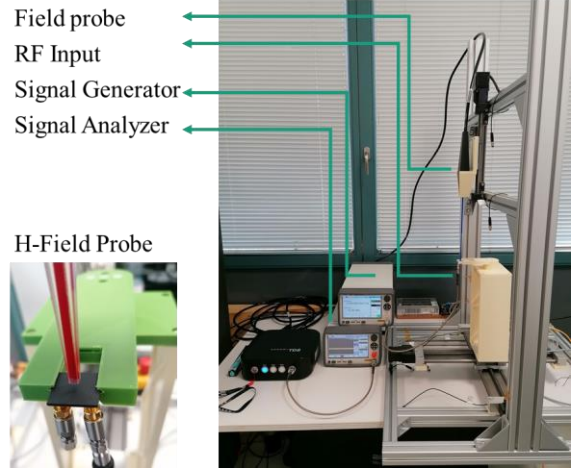 Field probe
RF Input
Signal Generator
Signal Analyzer
H-Field Probe